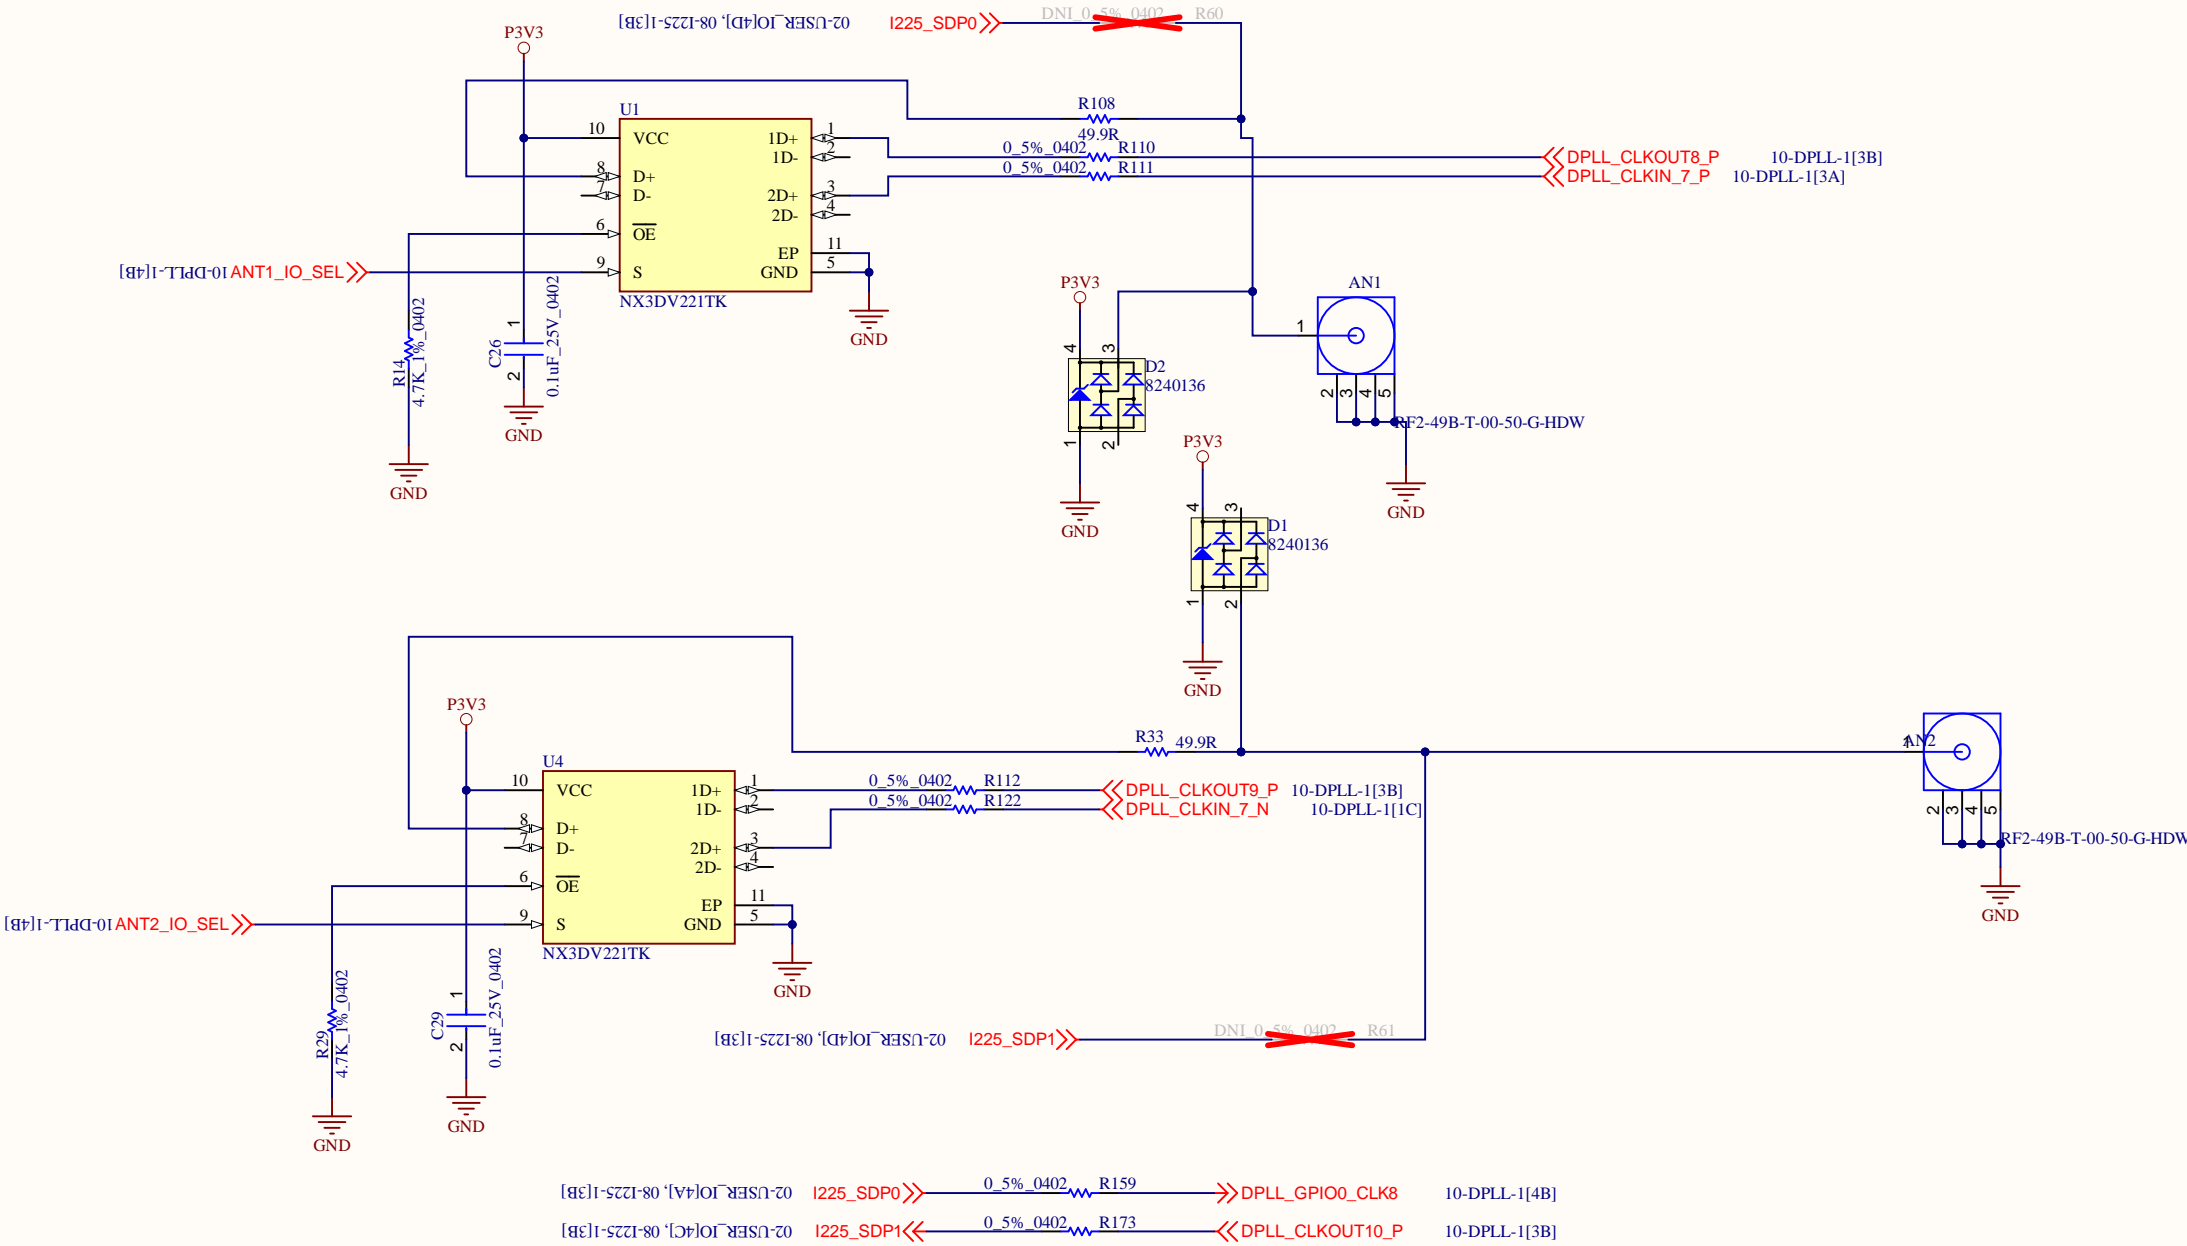 02-USER_IO[4D], 08-I225-1[3B] I225_SDP0 DNI_0_5%_0402 R60
P3V3
U1
R108
49.9R
10 VCC 1D+ 1
1D- 2
0_5%_0402 R110 DPLL_CLKOUT8_P 10-DPLL-1[3B]
0_5%_0402 R111 DPLL_CLKIN_7_P 10-DPLL-1[3A]
8 D+
7 D- 2D+ 3
2D- 4
6 OE
EP 11
10-DPLL-1[4B] ANT1_IO_SEL 9 S GND 5
NX3DV221TK
GND
R14 4.7K_1%_0402
GND
C26 0.1uF_25V_0402
1
2
GND
P3V3
4 3
D2
8240136
1 2
GND
AN1
1
2 3 4 5
RF2-49B-T-00-50-G-HDW
GND
P3V3
4 3
D1
8240136
1 2
GND
P3V3
R33 49.9R
AN2
1
2 3 4 5
RF2-49B-T-00-50-G-HDW
GND
U4
10 VCC 1D+ 1 0_5%_0402 R112 DPLL_CLKOUT9_P 10-DPLL-1[3B]
1D- 2 0_5%_0402 R122 DPLL_CLKIN_7_N 10-DPLL-1[1C]
8 D+
7 D- 2D+ 3
2D- 4
6 OE
EP 11
10-DPLL-1[4B] ANT2_IO_SEL 9 S GND 5
NX3DV221TK
GND
R29 4.7K_1%_0402
GND
C29 0.1uF_25V_0402
1
2
GND
02-USER_IO[4D], 08-I225-1[3B] I225_SDP1 DNI_0_5%_0402 R61
02-USER_IO[4A], 08-I225-1[3B] I225_SDP0 0_5%_0402 R159 DPLL_GPIO0_CLK8 10-DPLL-1[4B]
02-USER_IO[4C], 08-I225-1[3B] I225_SDP1 0_5%_0402 R173 DPLL_CLKOUT10_P 10-DPLL-1[3B]